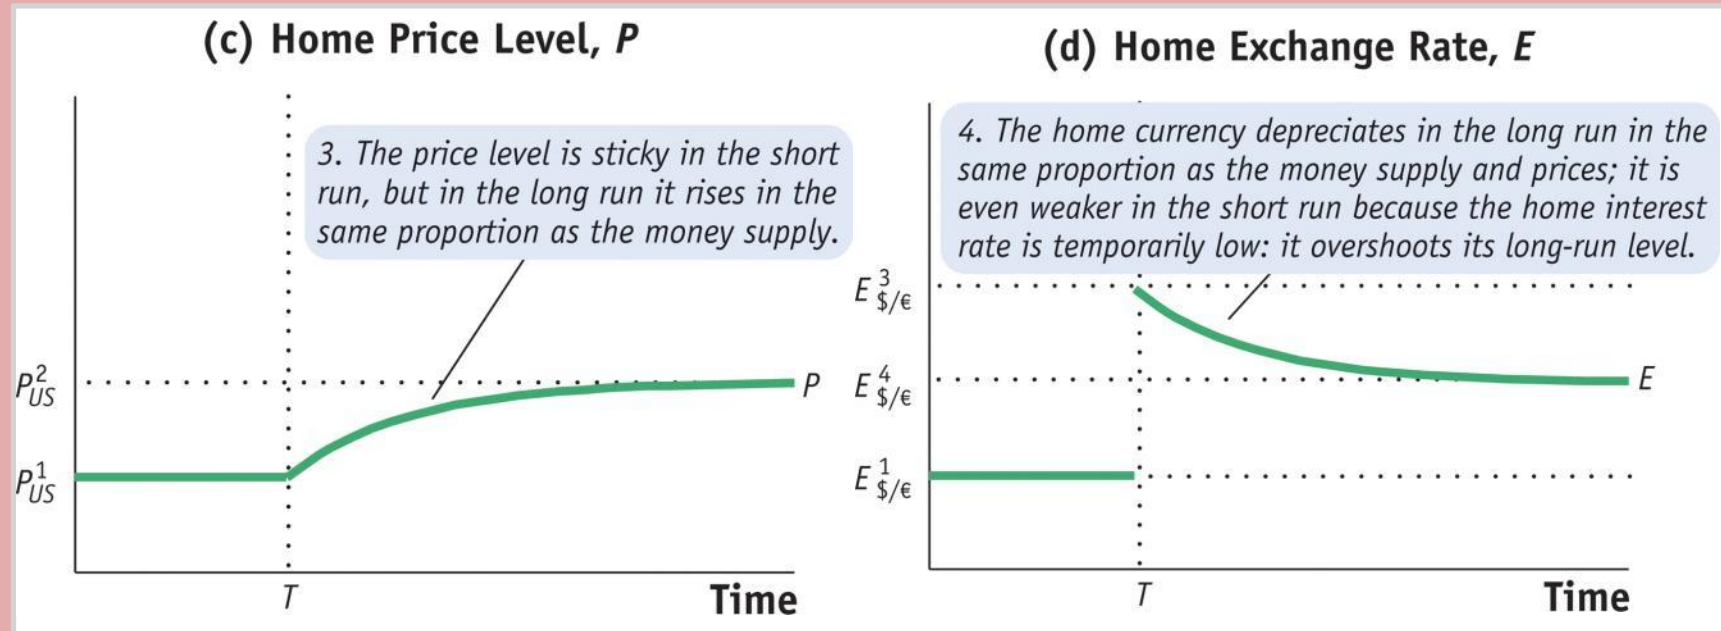 (c) Home Price Level, P
3. The price level is sticky in the short
run, but in the long run it rises in the
same proportion as the money supply.
P²US
P
P¹US
T
Time
(d) Home Exchange Rate, E
4. The home currency depreciates in the long run in the
same proportion as the money supply and prices; it is
even weaker in the short run because the home interest
rate is temporarily low: it overshoots its long-run level.
E³$/€
E⁴$/€
E
E¹$/€
T
Time